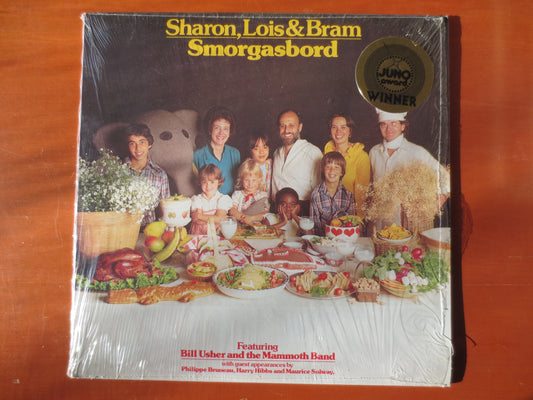 Sharon, Lois & Bram
Smorgasbord
JUNO
award
WINNER
Featuring
Bill Usher and the Mammoth Band
with guest appearances by
Philippe Bruneau, Harry Hibbs and Maurice Solway.